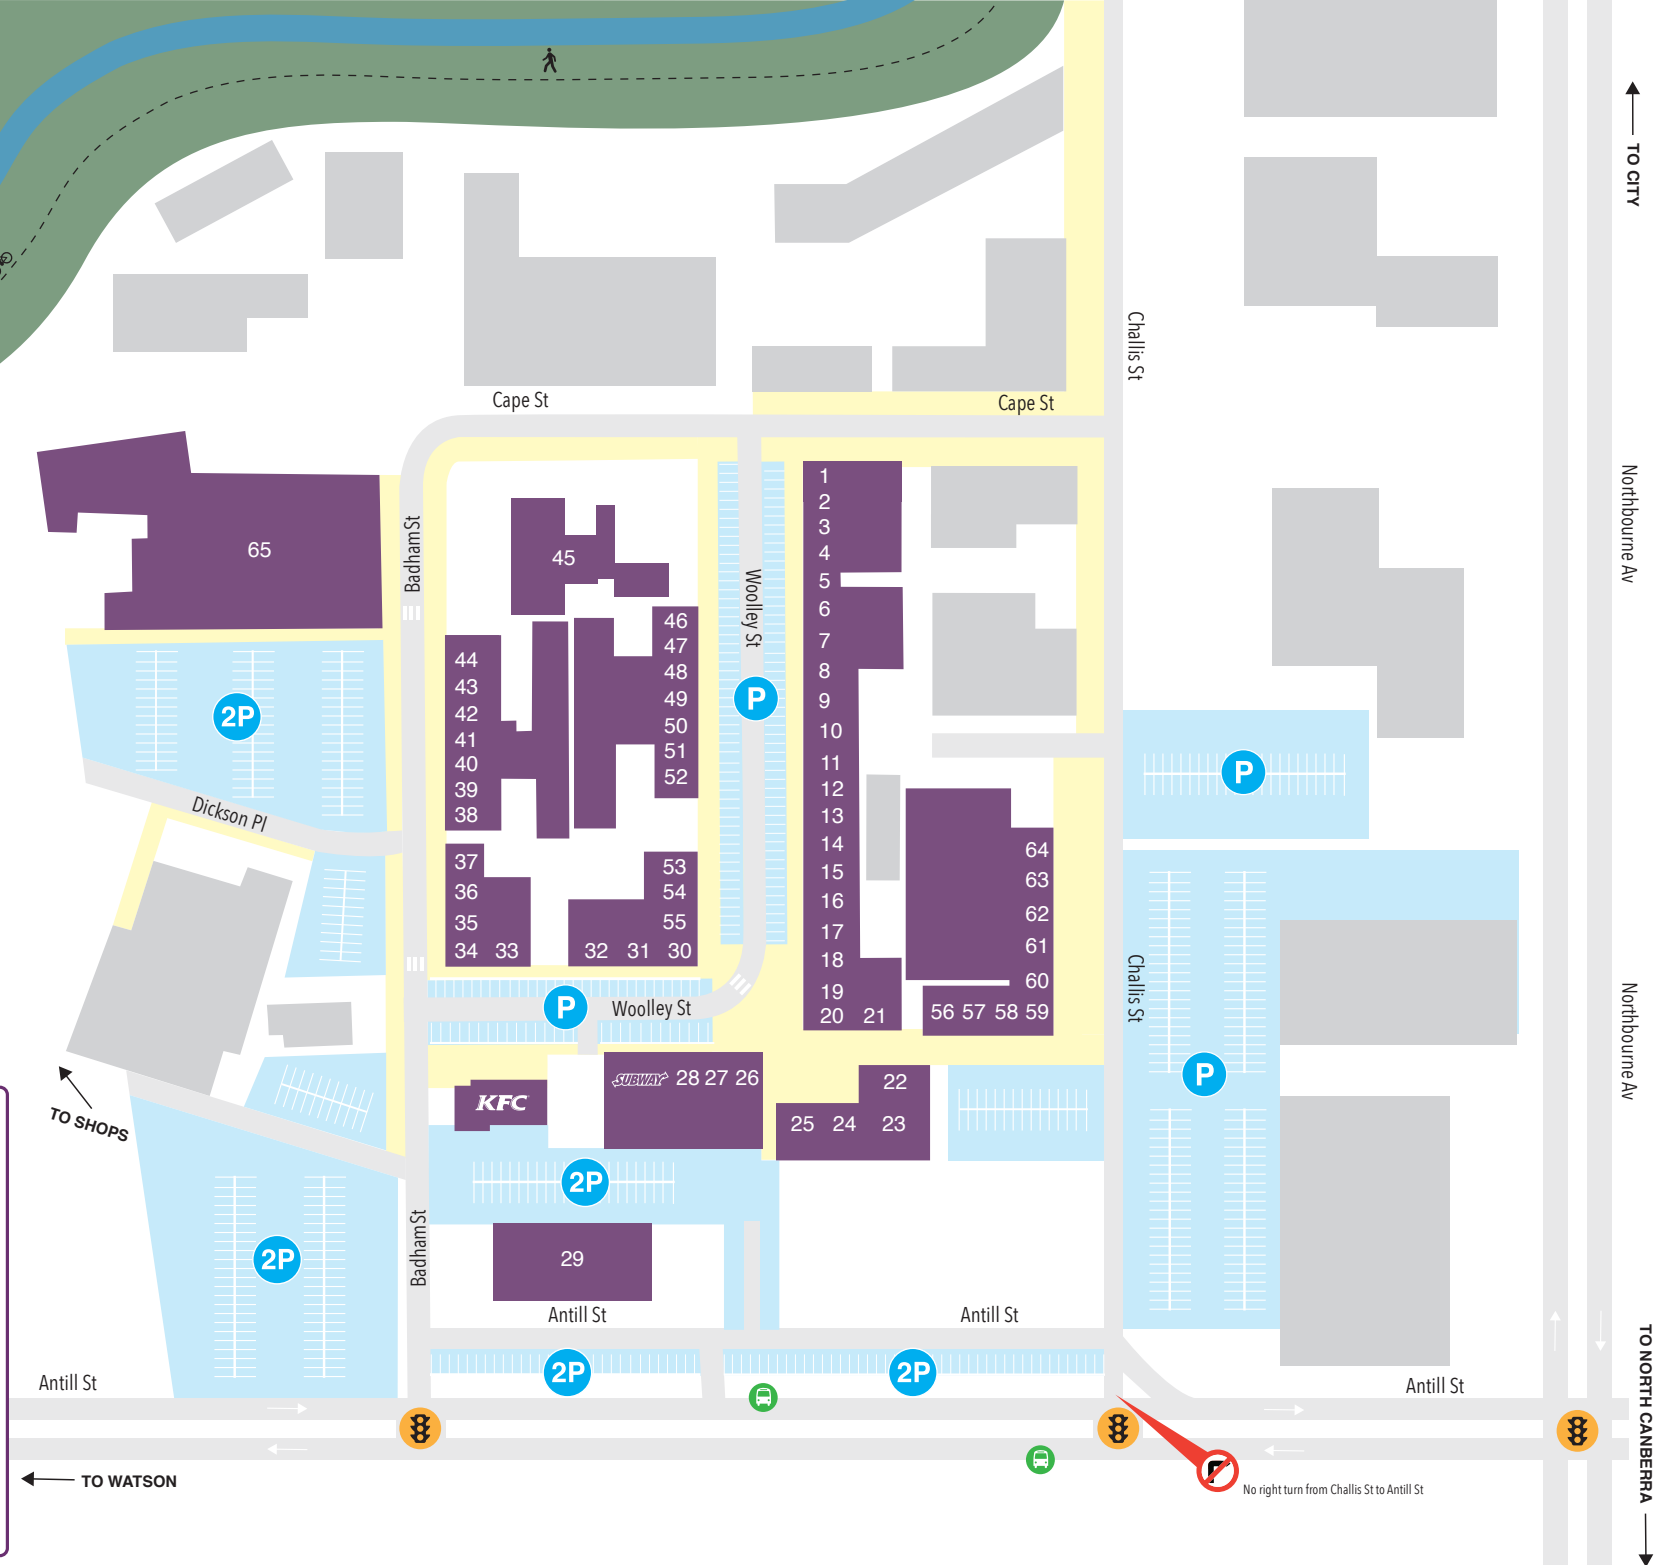 TO CITY
Challis St
Cape St
Cape St
Northbourne Av
Badham St
Woolley St
65
45
1
2
3
4
5
6
7
8
9
10
11
12
13
14
15
16
17
18
19
20 21
46
47
48
49
50
51
52
44
43
42
41
40
39
38
P
2P
P
Dickson Pl
37
36
35
34 33
53
54
55
32 31 30
64
63
62
61
60
56 57 58 59
Challis St
Northbourne Av
P
Woolley St
P
TO SHOPS
KFC
SUBWAY 28 27 26
22
25 24 23
2P
2P
Badham St
29
Antill St
Antill St
2P
2P
Antill St
Antill St
TO NORTH CANBERRA
TO WATSON
No right turn from Challis St to Antill St